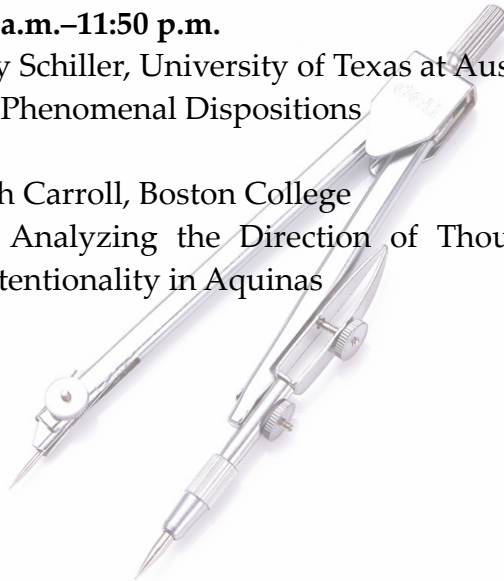 a.m.–11:50 p.m.
y Schiller, University of Texas at Aus
Phenomenal Dispositions
h Carroll, Boston College
Analyzing the Direction of Thou
tentionality in Aquinas